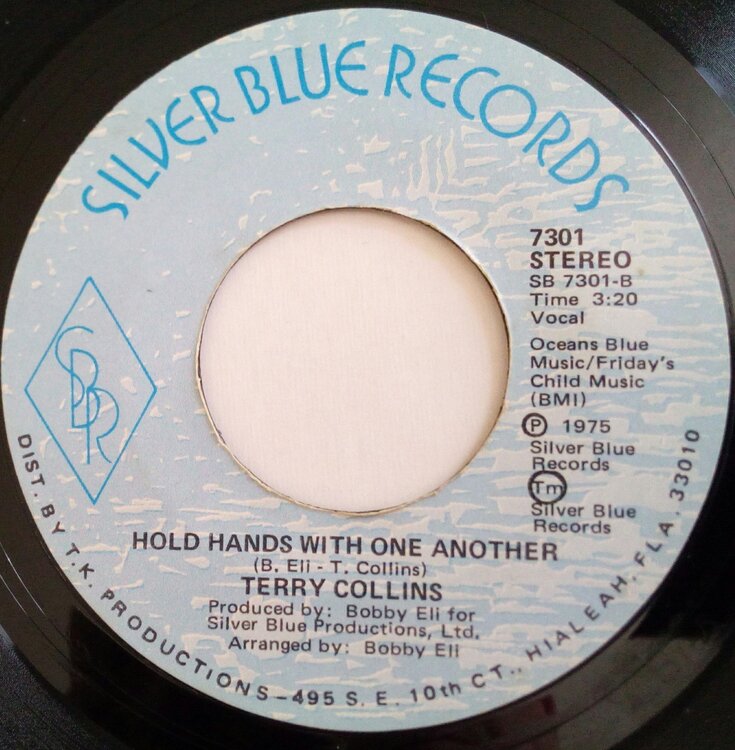 SILVER BLUE RECORDS
7301
STEREO
SB 7301-B
Time 3:20
Vocal
Oceans Blue
Music/Friday's
Child Music
(BMI)
Ⓟ 1975
Silver Blue
Records
Tm
Silver Blue
Records
SBR
HOLD HANDS WITH ONE ANOTHER
(B. Eli - T. Collins)
TERRY COLLINS
Produced by: Bobby Eli for
Silver Blue Productions, Ltd.
Arranged by: Bobby Eli
DIST. BY T.K. PRODUCTIONS-495 S.E. 10th CT., HIALEAH, FLA. 33010